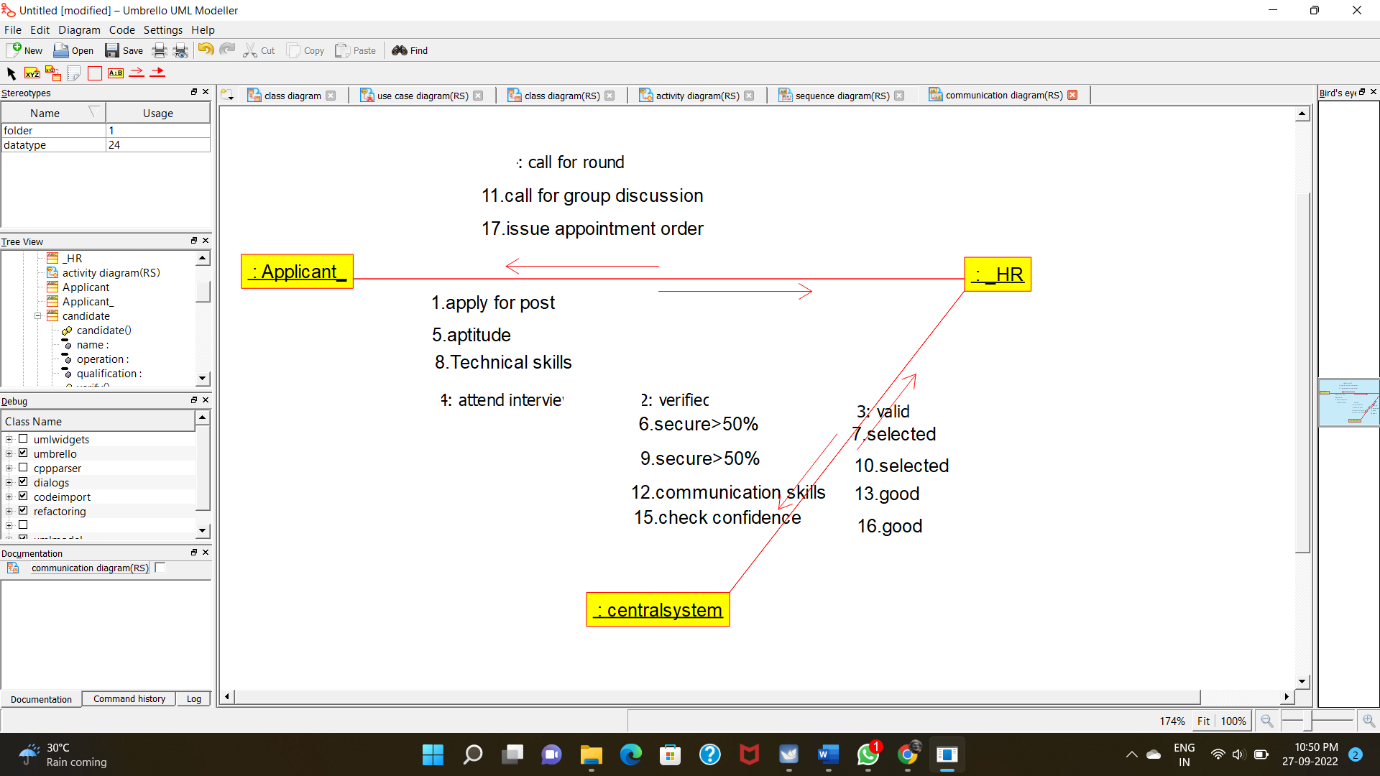 Untitled [modified] – Umbrello UML Modeller
File Edit Diagram Code Settings Help
New Open Save Cut Copy Paste Find
XYZ A:B
Stereotypes
Name Usage
folder 1
datatype 24
Tree View
_HR
activity diagram(RS)
Applicant
Applicant_
candidate
candidate()
name :
operation :
qualification :
Debug
Class Name
umlwidgets
umbrello
cppparser
dialogs
codeimport
refactoring
Documentation
communication diagram(RS)
Documentation Command history Log
class diagram use case diagram(RS) class diagram(RS) activity diagram(RS) sequence diagram(RS) communication diagram(RS)
Bird's eye
: call for round
11.call for group discussion
17.issue appointment order
: Applicant_
: _HR
1.apply for post
5.aptitude
8.Technical skills
4: attend interview
2: verified
6.secure>50%
9.secure>50%
12.communication skills
15.check confidence
3: valid
7.selected
10.selected
13.good
16.good
: centralsystem
174% Fit 100%
30°C
Rain coming
1
ENG
IN
10:50 PM
27-09-2022
2